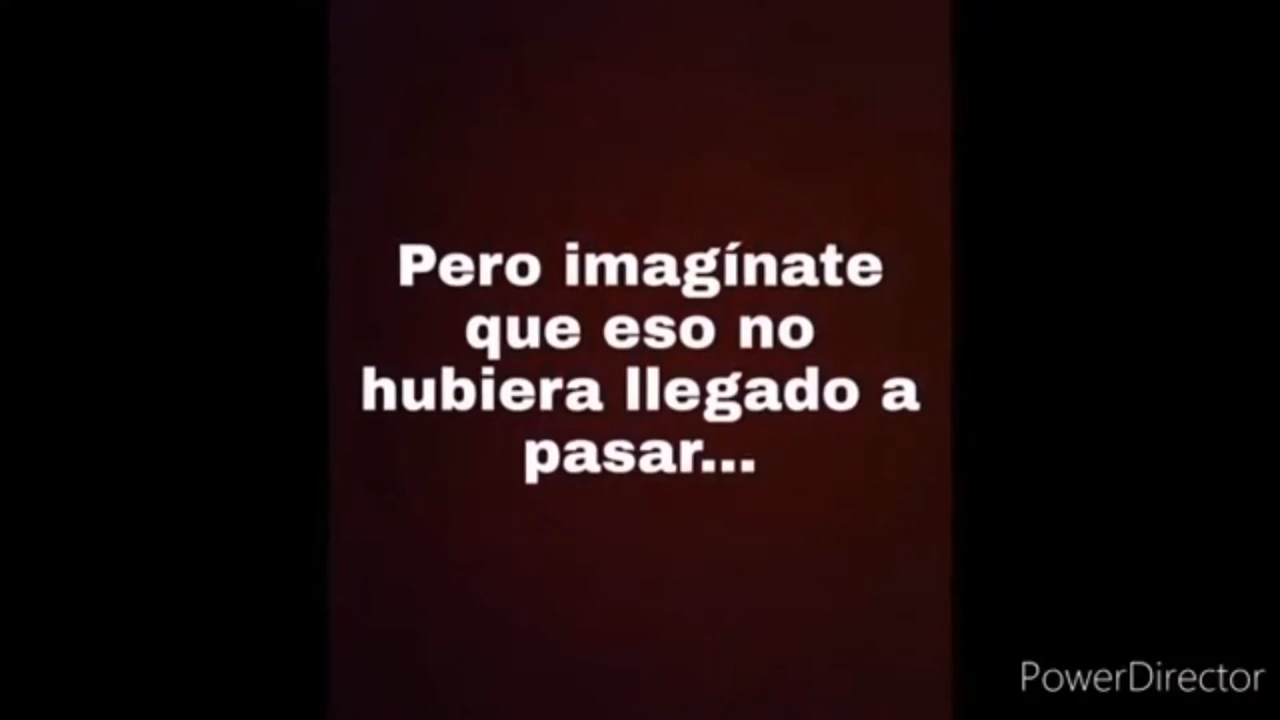 Pero imagínate
que eso no
hubiera llegado a
pasar...
PowerDirector